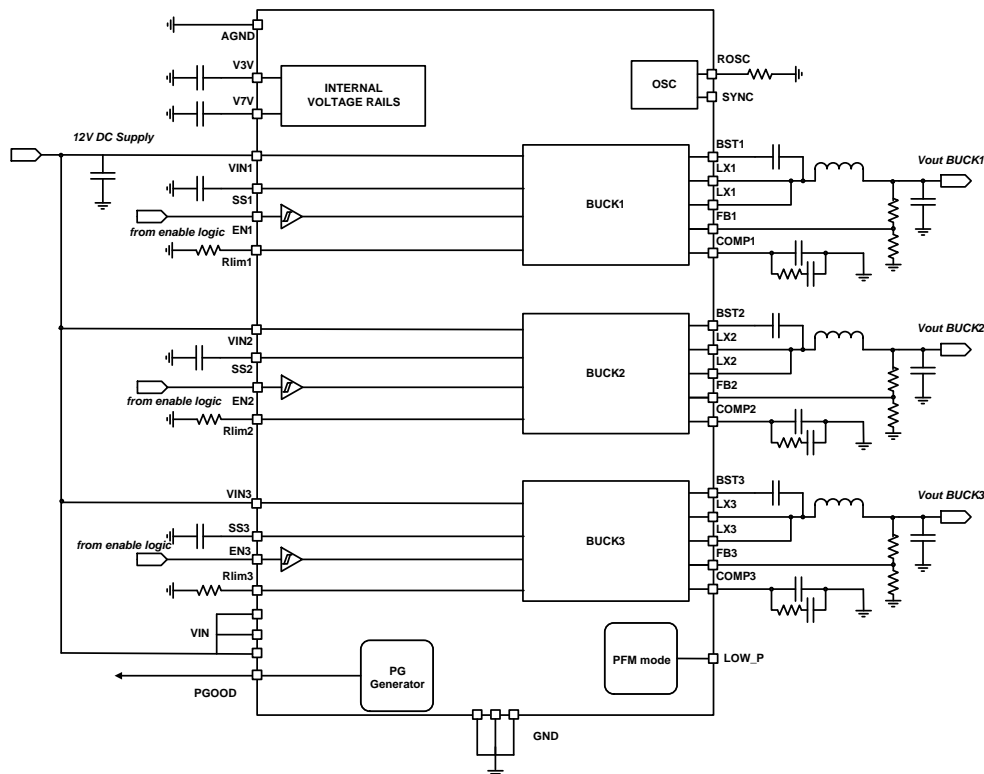 AGND
V3V
V7V
INTERNAL
VOLTAGE RAILS
ROSC
OSC
SYNC
12V DC Supply
VIN1
SS1
from enable logic
EN1
Rlim1
BUCK1
BST1
LX1
LX1
FB1
COMP1
Vout BUCK1
VIN2
SS2
from enable logic
EN2
Rlim2
BUCK2
BST2
LX2
LX2
FB2
COMP2
Vout BUCK2
VIN3
SS3
from enable logic
EN3
Rlim3
BUCK3
BST3
LX3
LX3
FB3
COMP3
Vout BUCK3
VIN
PGOOD
PG
Generator
PFM mode
LOW_P
GND